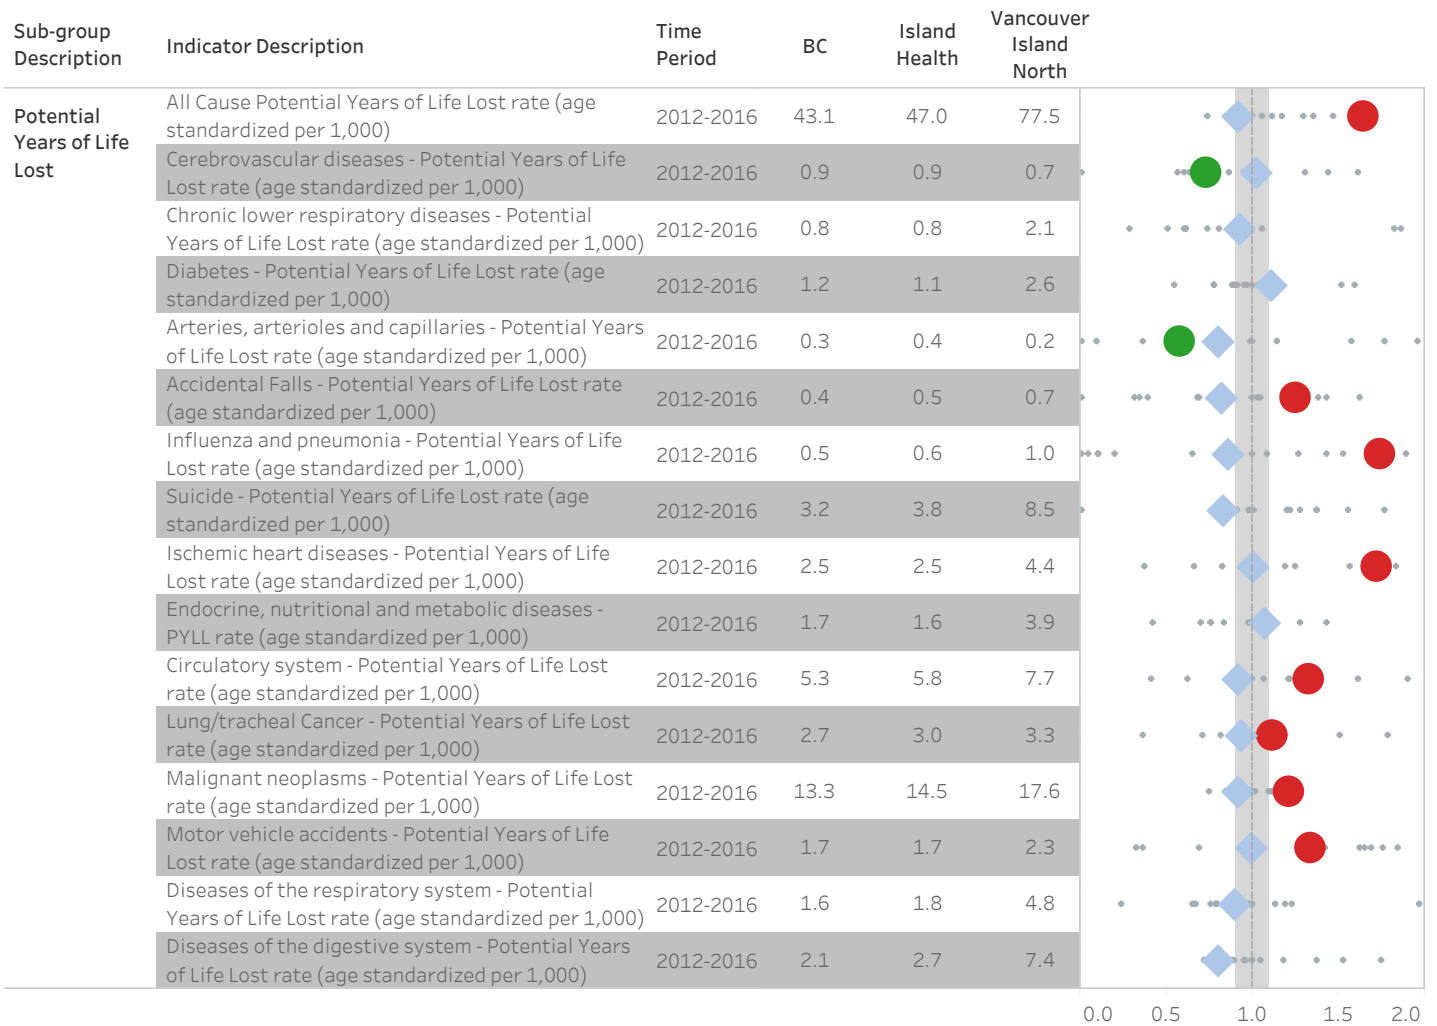 Sub-group
Description
Indicator Description
Time
Period
BC
Island
Health
Vancouver
Island
North
Potential
Years of Life
Lost
All Cause Potential Years of Life Lost rate (age
standardized per 1,000)
2012-2016 43.1 47.0 77.5
Cerebrovascular diseases - Potential Years of Life
Lost rate (age standardized per 1,000)
2012-2016 0.9 0.9 0.7
Chronic lower respiratory diseases - Potential
Years of Life Lost rate (age standardized per 1,000)
2012-2016 0.8 0.8 2.1
Diabetes - Potential Years of Life Lost rate (age
standardized per 1,000)
2012-2016 1.2 1.1 2.6
Arteries, arterioles and capillaries - Potential Years
of Life Lost rate (age standardized per 1,000)
2012-2016 0.3 0.4 0.2
Accidental Falls - Potential Years of Life Lost rate
(age standardized per 1,000)
2012-2016 0.4 0.5 0.7
Influenza and pneumonia - Potential Years of Life
Lost rate (age standardized per 1,000)
2012-2016 0.5 0.6 1.0
Suicide - Potential Years of Life Lost rate (age
standardized per 1,000)
2012-2016 3.2 3.8 8.5
Ischemic heart diseases - Potential Years of Life
Lost rate (age standardized per 1,000)
2012-2016 2.5 2.5 4.4
Endocrine, nutritional and metabolic diseases -
PYLL rate (age standardized per 1,000)
2012-2016 1.7 1.6 3.9
Circulatory system - Potential Years of Life Lost
rate (age standardized per 1,000)
2012-2016 5.3 5.8 7.7
Lung/tracheal Cancer - Potential Years of Life Lost
rate (age standardized per 1,000)
2012-2016 2.7 3.0 3.3
Malignant neoplasms - Potential Years of Life Lost
rate (age standardized per 1,000)
2012-2016 13.3 14.5 17.6
Motor vehicle accidents - Potential Years of Life
Lost rate (age standardized per 1,000)
2012-2016 1.7 1.7 2.3
Diseases of the respiratory system - Potential
Years of Life Lost rate (age standardized per 1,000)
2012-2016 1.6 1.8 4.8
Diseases of the digestive system - Potential Years
of Life Lost rate (age standardized per 1,000)
2012-2016 2.1 2.7 7.4
0.0 0.5 1.0 1.5 2.0